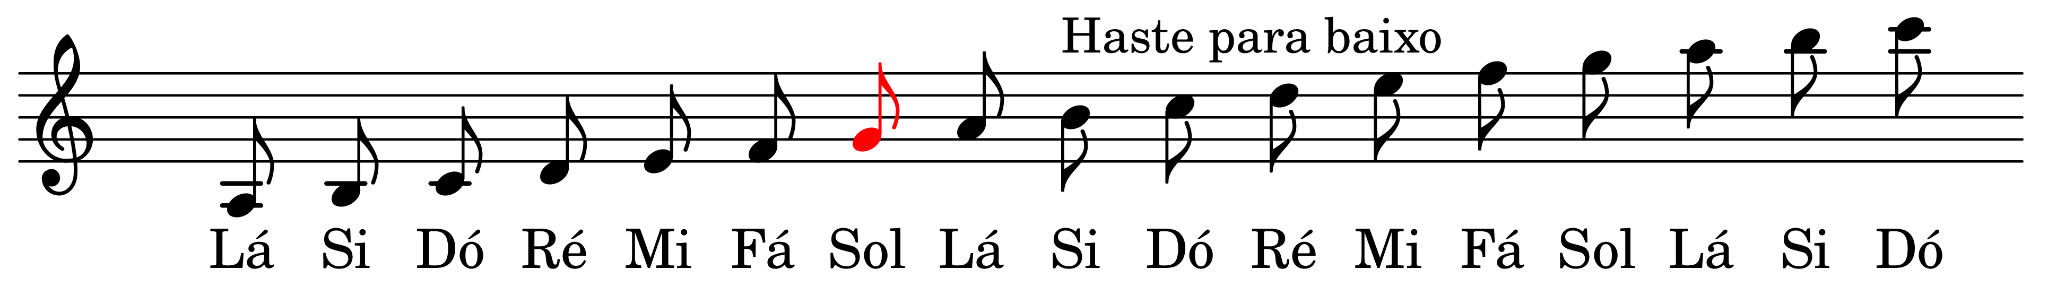 Haste para baixo
Lá Si Dó Ré Mi Fá Sol Lá Si Dó Ré Mi Fá Sol Lá Si Dó